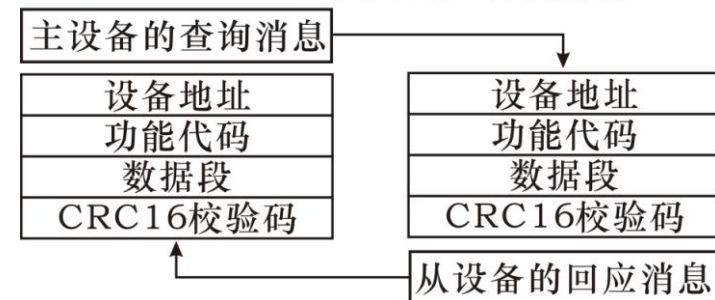 主设备的查询消息
设备地址
功能代码
数据段
CRC16校验码
设备地址
功能代码
数据段
CRC16校验码
从设备的回应消息